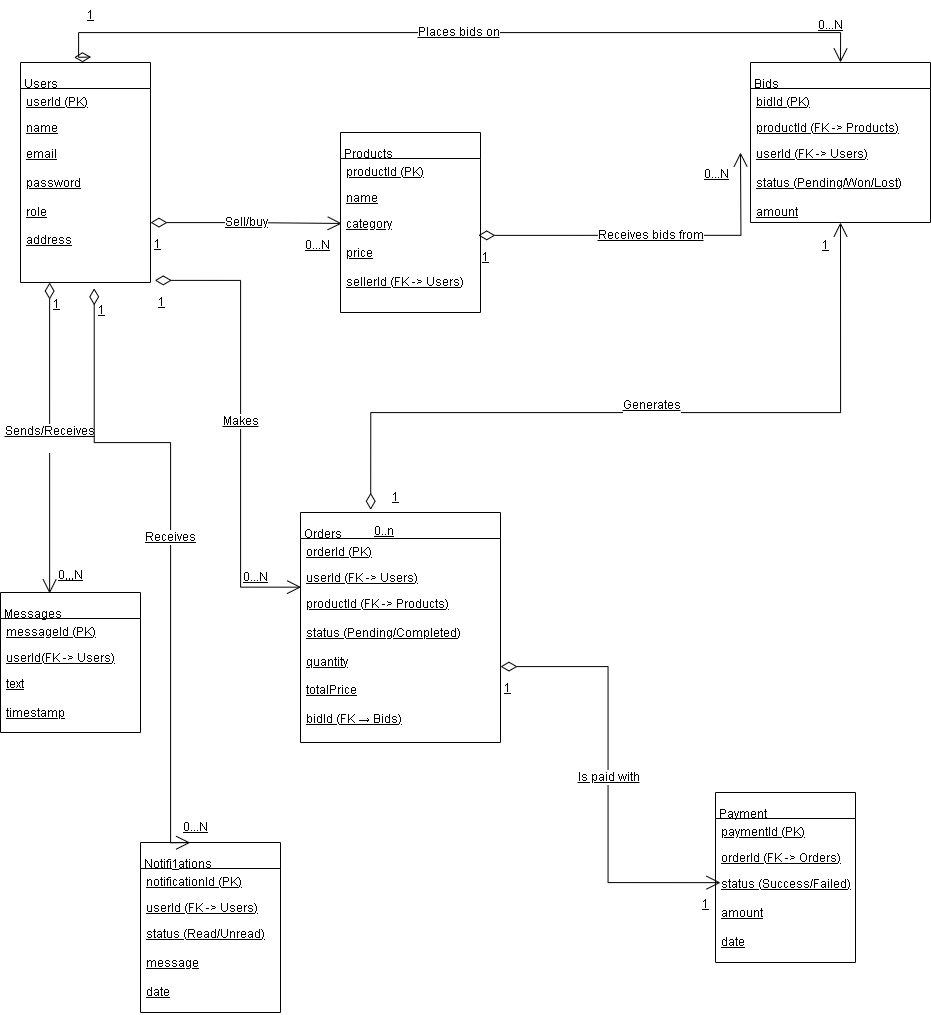 1
0...N
Places bids on
Users
userId (PK)
name
email
password
role
address
Bids
bidId (PK)
productId (FK -> Products)
userId (FK -> Users)
status (Pending/Won/Lost)
amount
Products
productId (PK)
name
category
price
sellerId (FK -> Users)
Sell/buy
1
0...N
0...N
Receives bids from
1
1
1
1
1
Generates
Makes
Sends/Receives
1
Orders
0..n
orderId (PK)
userId (FK -> Users)
productId (FK -> Products)
status (Pending/Completed)
quantity
totalPrice
bidId (FK → Bids)
Receives
0...N
0...N
Messages
messageId (PK)
userId(FK -> Users)
text
timestamp
1
Is paid with
0...N
Notifi1ations
notificationId (PK)
userId (FK -> Users)
status (Read/Unread)
message
date
Payment
paymentId (PK)
orderId (FK -> Orders)
status (Success/Failed)
amount
date
1